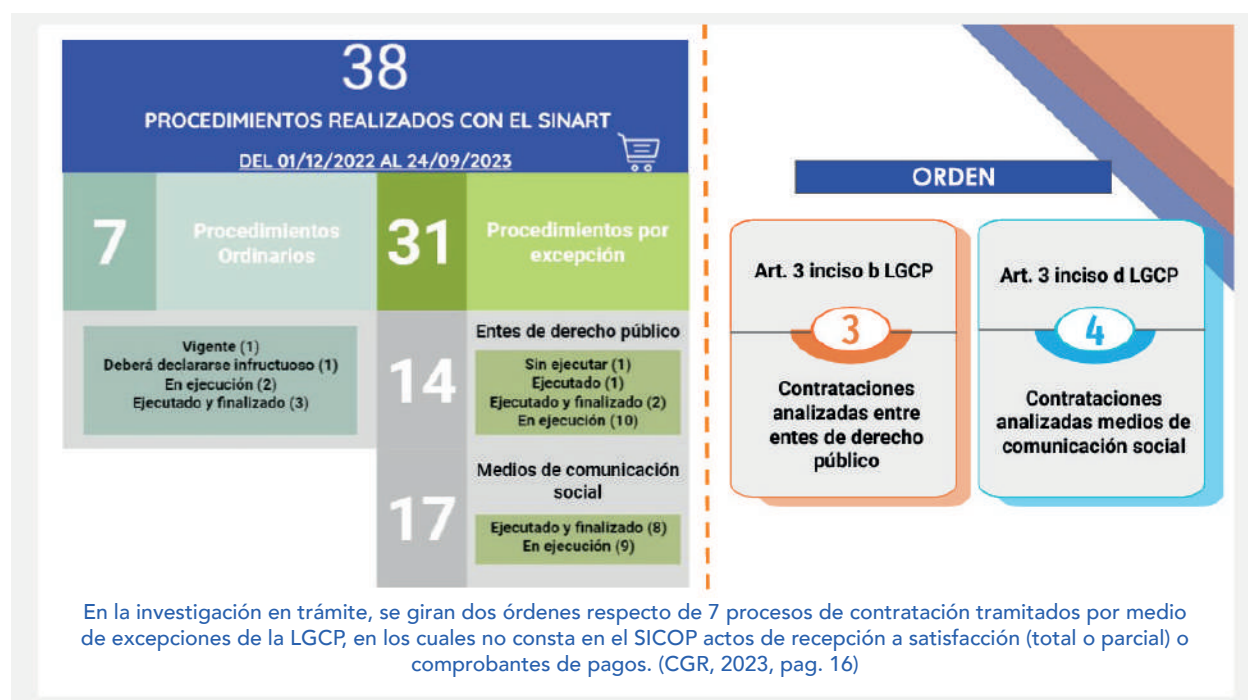 38
PROCEDIMIENTOS REALIZADOS CON EL SINART
DEL 01/12/2022 AL 24/09/2023
7
Procedimientos
Ordinarios
31
Procedimientos por
excepción
Vigente (1)
Deberá declararse infructuoso (1)
En ejecución (2)
Ejecutado y finalizado (3)
14
Entes de derecho público
Sin ejecutar (1)
Ejecutado (1)
Ejecutado y finalizado (2)
En ejecución (10)
17
Medios de comunicación
social
Ejecutado y finalizado (8)
En ejecución (9)
ORDEN
Art. 3 inciso b LGCP
3
Contrataciones
analizadas entre
entes de derecho
público
Art. 3 inciso d LGCP
4
Contrataciones
analizadas medios de
comunicación social
En la investigación en trámite, se giran dos órdenes respecto de 7 procesos de contratación tramitados por medio
de excepciones de la LGCP, en los cuales no consta en el SICOP actos de recepción a satisfacción (total o parcial) o
comprobantes de pagos. (CGR, 2023, pag. 16)